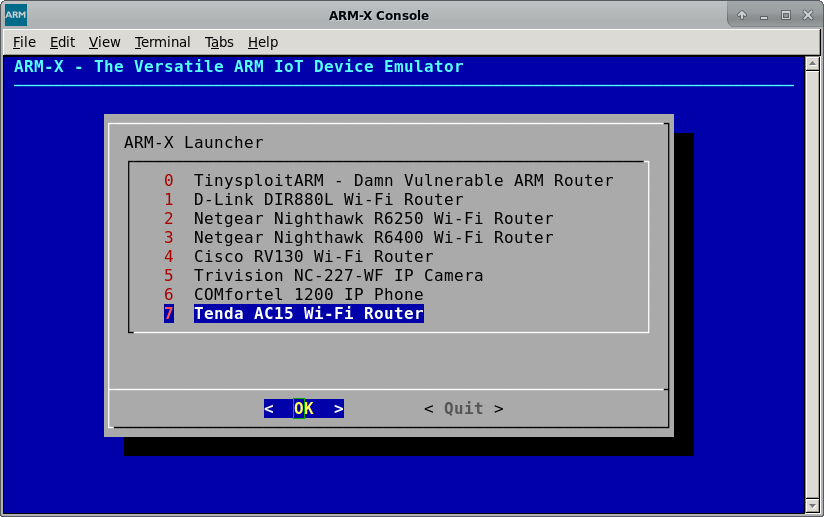 ARM
ARM-X Console
File Edit View Terminal Tabs Help
ARM-X - The Versatile ARM IoT Device Emulator
ARM-X Launcher
0 TinysploitARM - Damn Vulnerable ARM Router
1 D-Link DIR880L Wi-Fi Router
2 Netgear Nighthawk R6250 Wi-Fi Router
3 Netgear Nighthawk R6400 Wi-Fi Router
4 Cisco RV130 Wi-Fi Router
5 Trivision NC-227-WF IP Camera
6 COMfortel 1200 IP Phone
7 Tenda AC15 Wi-Fi Router
< OK > < Quit >